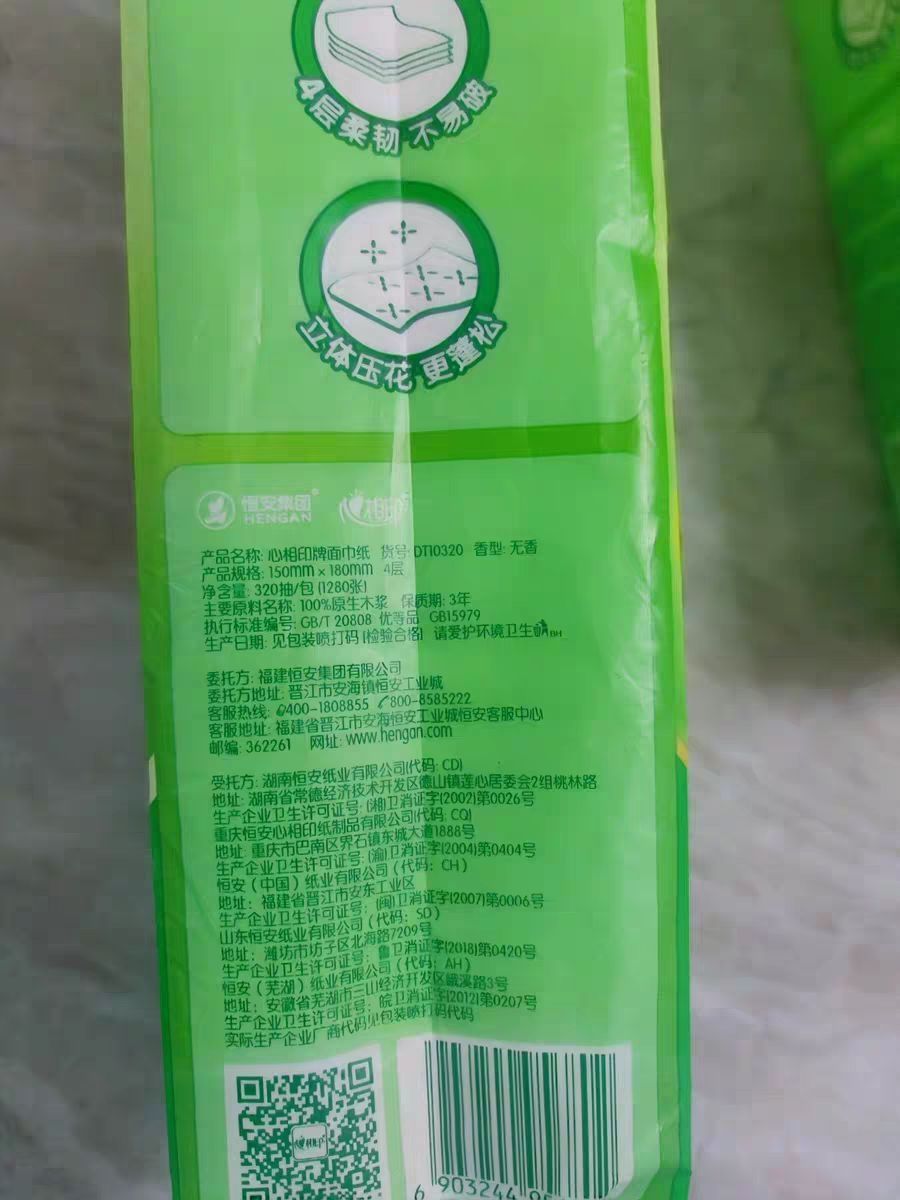 4层柔韧 不易破
立体压花 更蓬松
恒安集团
HENGAN
心相印
产品名称: 心相印牌面巾纸 货号: DT10320 香型: 无香
产品规格: 150mm×180mm 4层
净含量: 320抽/包 (1280张)
主要原料名称: 100%原生木浆 保质期: 3年
执行标准编号: GB/T 20808 优等品 GB15979
生产日期: 见包装喷打码 (检验合格) 请爱护环境卫生 BH
委托方: 福建恒安集团有限公司
委托方地址: 晋江市安海镇恒安工业城
客服热线: 400-1808855 800-8585222
客服地址: 福建省晋江市安海恒安工业城恒安客服中心
邮编: 362261 网址: www.hengan.com
受托方: 湖南恒安纸业有限公司(代码: CD)
地址: 湖南省常德经济技术开发区德山镇莲心居委会2组桃林路
生产企业卫生许可证号: (湘)卫消证字(2002)第0026号
重庆恒安心相印纸制品有限公司(代码: CQ)
地址: 重庆市巴南区界石镇东城大道1888号
生产企业卫生许可证号: (渝)卫消证字(2004)第0404号
恒安（中国）纸业有限公司（代码: CH）
地址: 福建省晋江市安东工业区
生产企业卫生许可证号: (闽)卫消证字(2007)第0006号
山东恒安纸业有限公司（代码: SD）
地址: 潍坊市坊子区北海路7209号
生产企业卫生许可证号: 鲁卫消证字(2018)第0420号
恒安（芜湖）纸业有限公司（代码: AH）
地址: 安徽省芜湖市三山经济开发区峨溪路3号
生产企业卫生许可证号: 皖卫消证字(2012)第0207号
实际生产企业厂商代码见包装喷打码代码
心相印
6 903244